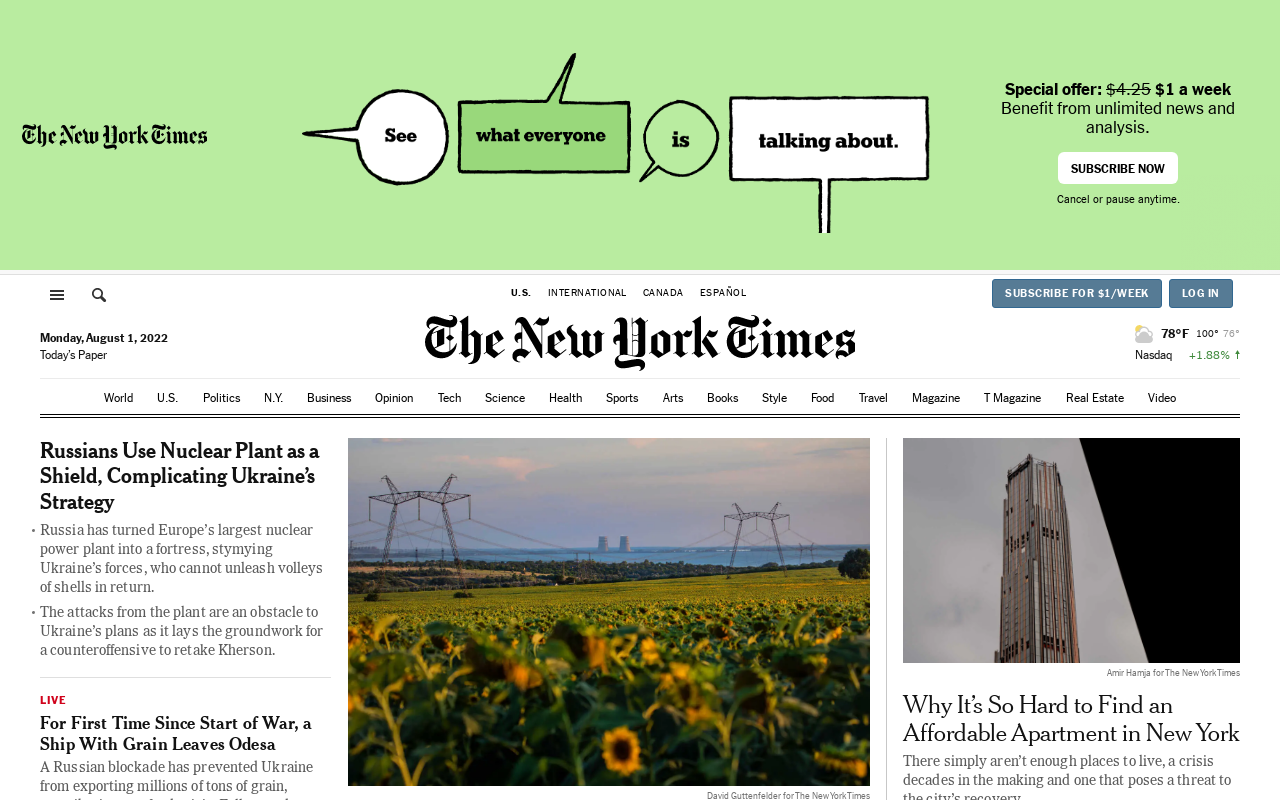 The New York Times
See
what everyone
is
talking about.
Special offer: $4.25 $1 a week
Benefit from unlimited news and
analysis.
SUBSCRIBE NOW
Cancel or pause anytime.
U.S. INTERNATIONAL CANADA ESPAÑOL
SUBSCRIBE FOR $1/WEEK LOG IN
The New York Times
Monday, August 1, 2022
Today's Paper
78°F 100° 76°
Nasdaq +1.88% ↑
World U.S. Politics N.Y. Business Opinion Tech Science Health Sports Arts Books Style Food Travel Magazine T Magazine Real Estate Video
Russians Use Nuclear Plant as a
Shield, Complicating Ukraine's
Strategy
• Russia has turned Europe's largest nuclear
power plant into a fortress, stymying
Ukraine's forces, who cannot unleash volleys
of shells in return.
• The attacks from the plant are an obstacle to
Ukraine's plans as it lays the groundwork for
a counteroffensive to retake Kherson.
LIVE
For First Time Since Start of War, a
Ship With Grain Leaves Odesa
A Russian blockade has prevented Ukraine
from exporting millions of tons of grain,
David Guttenfelder for The New York Times
Amir Hamja for The New York Times
Why It's So Hard to Find an
Affordable Apartment in New York
There simply aren't enough places to live, a crisis
decades in the making and one that poses a threat to
the city's recovery.